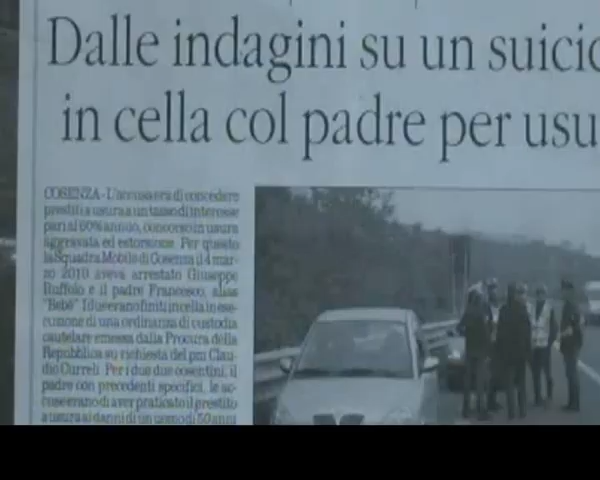 Dalle indagini su un suicid
in cella col padre per usu
COSENZA - L'accusa era di concedere
prestiti a usura a un tasso di interesse
pari al 60% annuo, concorso in usura
aggravata ed estorsione. Per questo
la Squadra Mobile di Cosenza il 4 mar-
zo 2010 aveva arrestato Giuseppe
Ruffolo e il padre Francesco, alias
"Bebè". I due erano finiti in cella in ese-
cuzione di una ordinanza di custodia
cautelare emessa dalla Procura della
Repubblica su richiesta del pm Clau-
dio Curreli. Per i due cosentini, il
padre con precedenti specifici, le ac-
cuse erano di aver praticato il prestito
a usura ai danni di un uomo di 50 anni